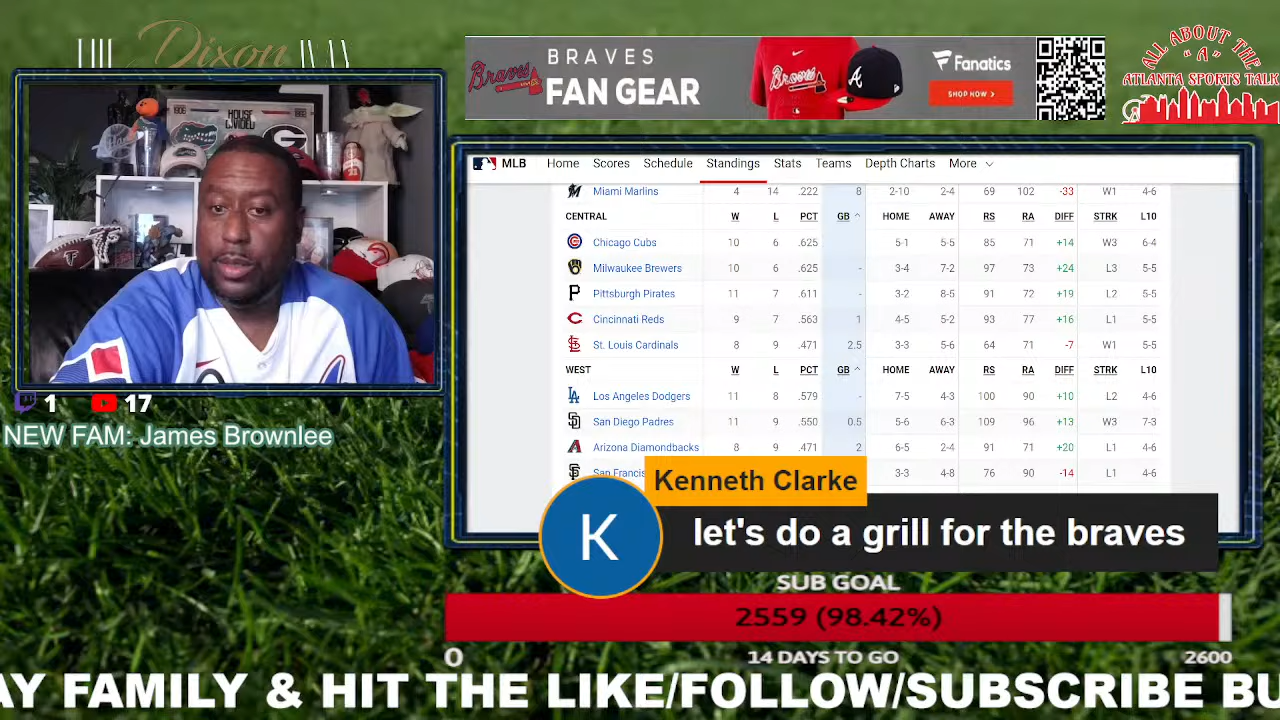 Dixon
BRAVES
FAN GEAR
Braves
Fanatics
SHOP NOW >
ALL ABOUT THE
"A"
ATLANTA SPORTS TALK
HOUSE
DIVIDED
MLB Home Scores Schedule Standings Stats Teams Depth Charts More
Miami Marlins 4 14 .222 8 2-10 2-4 69 102 -33 W1 4-6
CENTRAL W L PCT GB HOME AWAY RS RA DIFF STRK L10
Chicago Cubs 10 6 .625 - 5-1 5-5 85 71 +14 W3 6-4
Milwaukee Brewers 10 6 .625 - 3-4 7-2 97 73 +24 L3 5-5
Pittsburgh Pirates 11 7 .611 - 3-2 8-5 91 72 +19 L2 5-5
Cincinnati Reds 9 7 .563 1 4-5 5-2 93 77 +16 L1 5-5
St. Louis Cardinals 8 9 .471 2.5 3-3 5-6 64 71 -7 W1 5-5
WEST W L PCT GB HOME AWAY RS RA DIFF STRK L10
Los Angeles Dodgers 11 8 .579 - 7-5 4-3 100 90 +10 L2 4-6
San Diego Padres 11 9 .550 0.5 5-6 6-3 109 96 +13 W3 7-3
Arizona Diamondbacks 8 9 .471 2 6-5 2-4 91 71 +20 L1 4-6
San 3-3 4-8 76 90 -14 L1 4-6
1 17
NEW FAM: James Brownlee
Kenneth Clarke
K
let's do a grill for the braves
SUB GOAL
2559 (98.42%)
0 14 DAYS TO GO 2600
AY FAMILY & HIT THE LIKE/FOLLOW/SUBSCRIBE BU